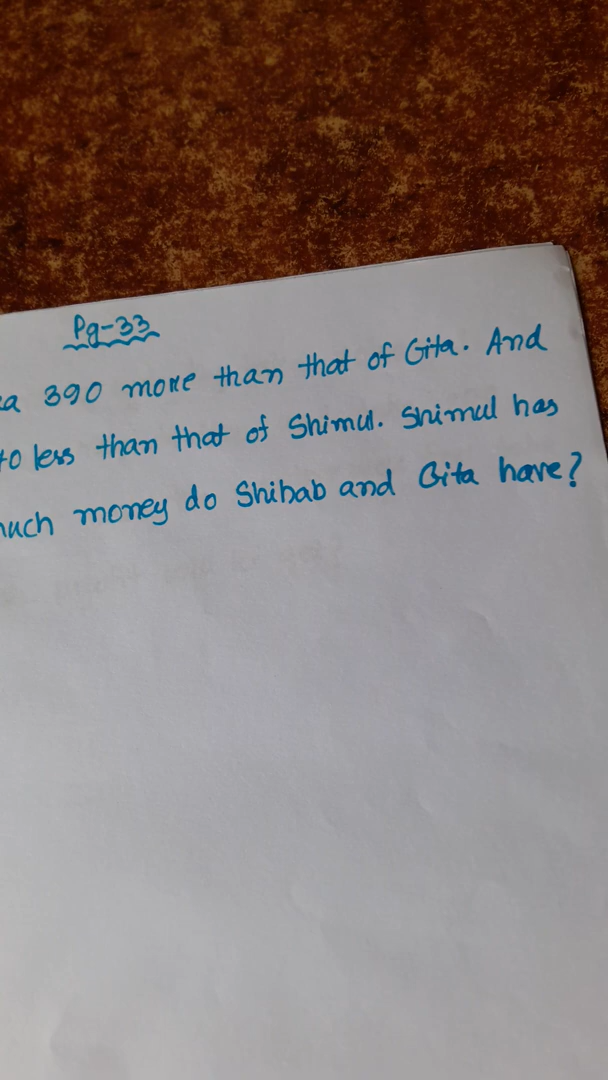 Pg-33
390 more than that of Gita. And
less than that of Shimul. Shimul has
money do Shihab and Gita have?